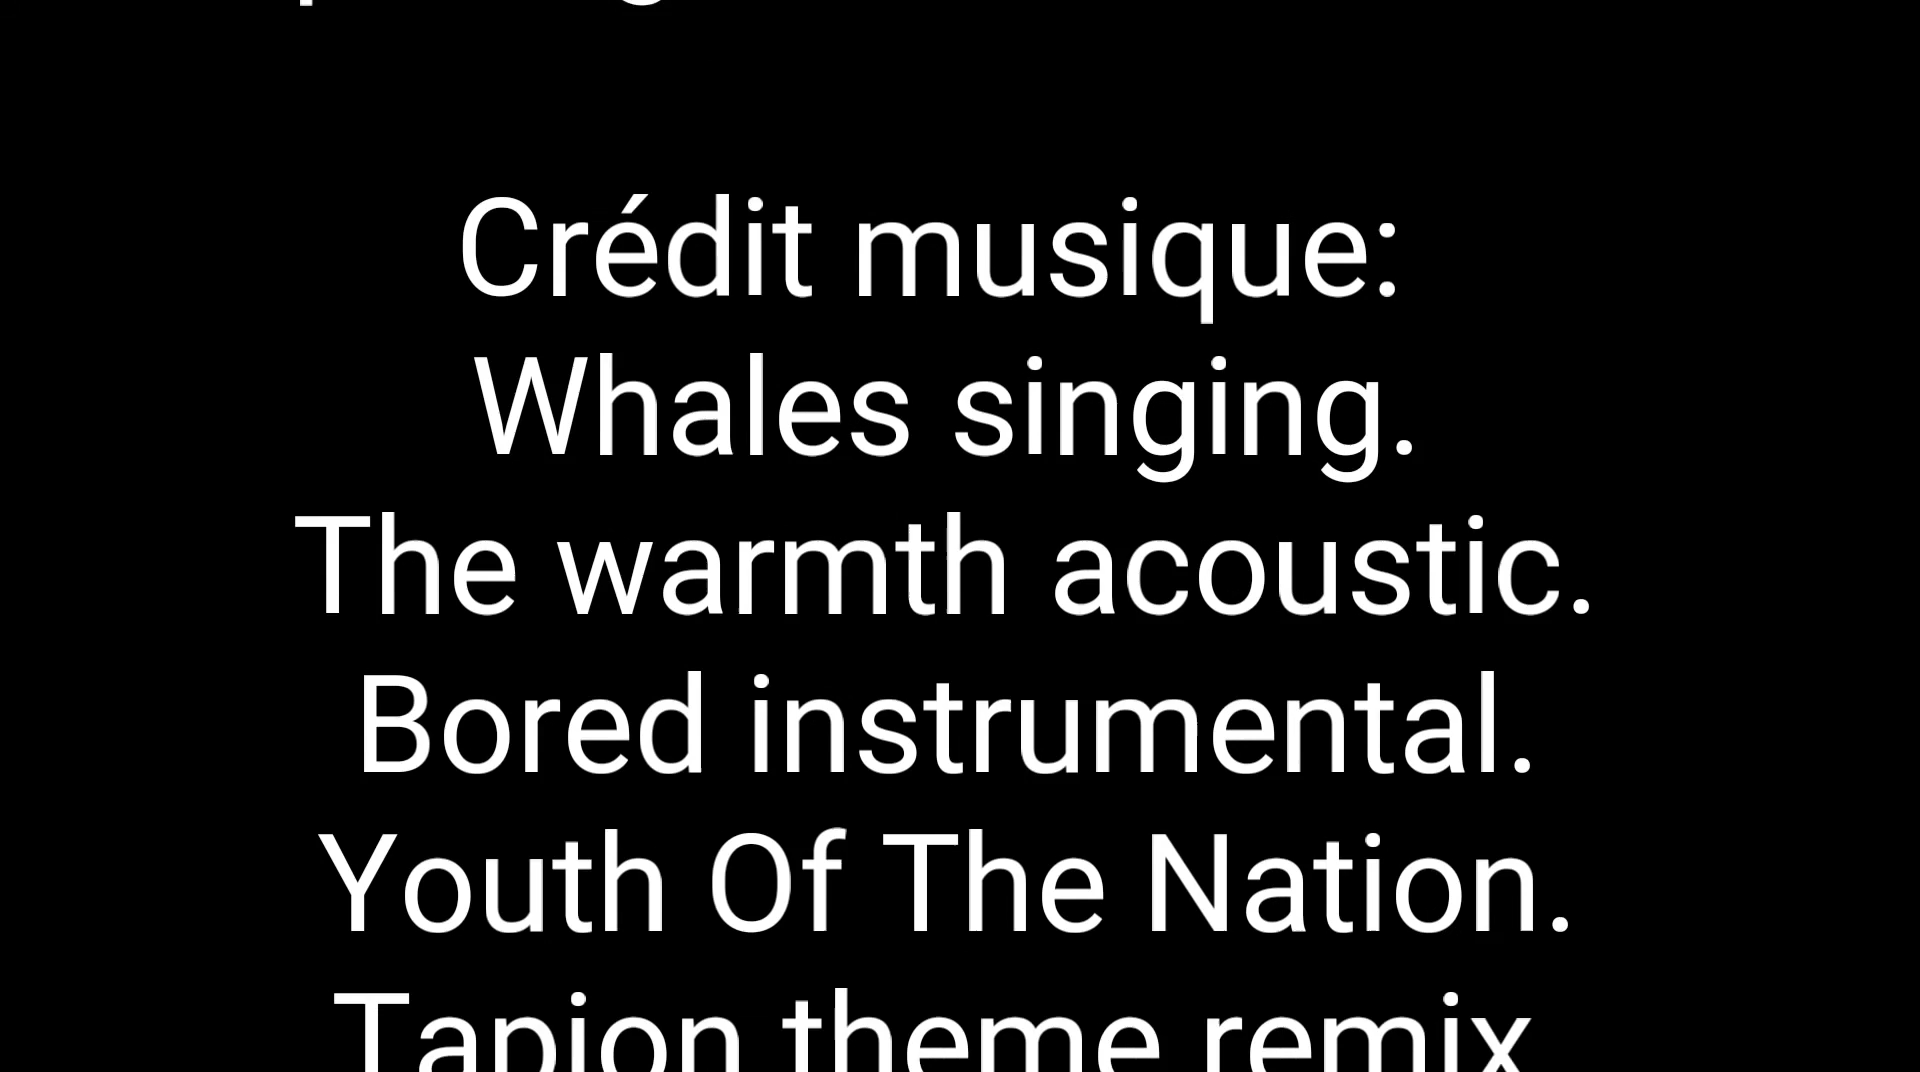 Crédit musique:
Whales singing.
The warmth acoustic.
Bored instrumental.
Youth Of The Nation.
Tapion theme remix